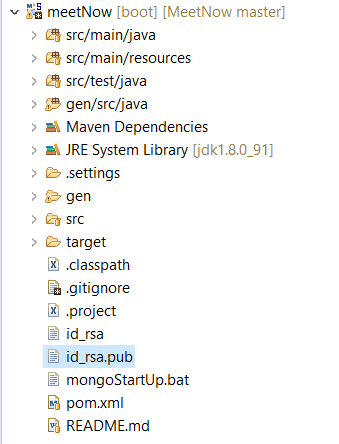 meetNow [boot] [MeetNow master]
src/main/java
src/main/resources
src/test/java
gen/src/java
Maven Dependencies
JRE System Library [jdk1.8.0_91]
.settings
gen
src
target
.classpath
.gitignore
.project
id_rsa
id_rsa.pub
mongoStartUp.bat
pom.xml
README.md